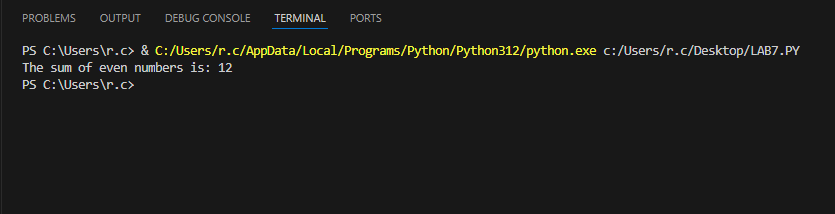 PROBLEMS OUTPUT DEBUG CONSOLE TERMINAL PORTS
PS C:\Users\r.c> & C:/Users/r.c/AppData/Local/Programs/Python/Python312/python.exe c:/Users/r.c/Desktop/LAB7.PY
The sum of even numbers is: 12
PS C:\Users\r.c>